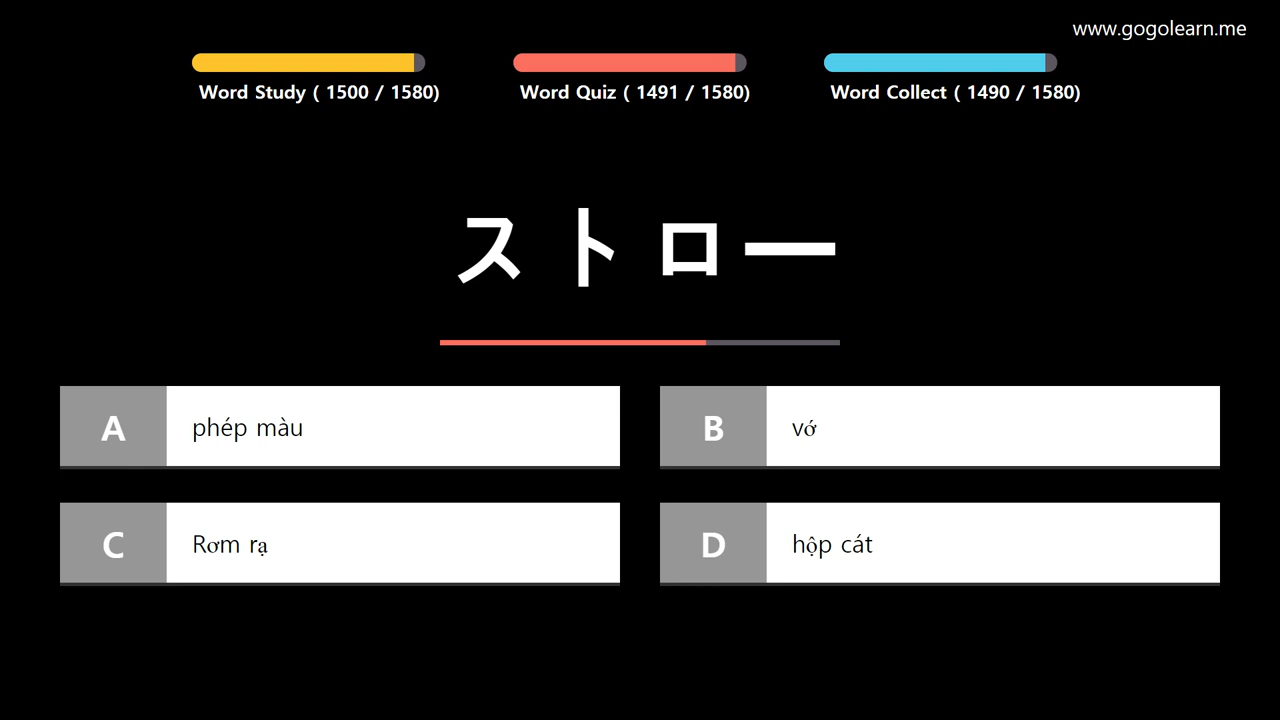 www.gogolearn.me
Word Study ( 1500 / 1580)
Word Quiz ( 1491 / 1580)
Word Collect ( 1490 / 1580)
ストロー
A phép màu
B vớ
C Rơm rạ
D hộp cát